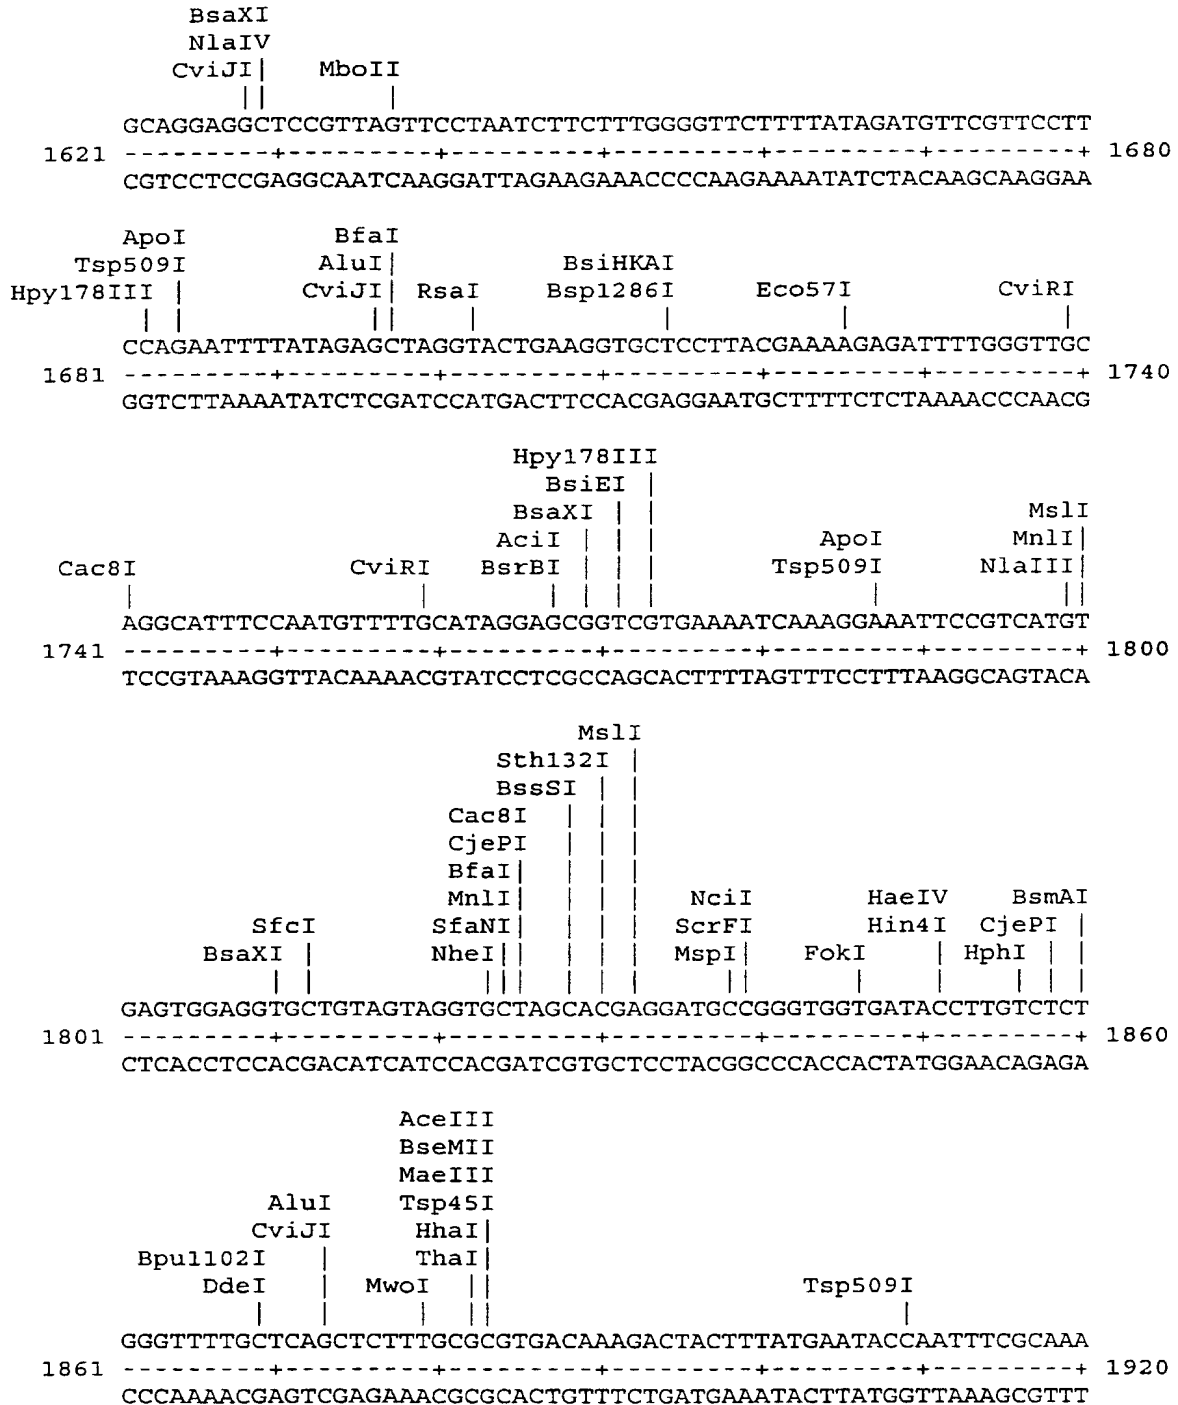 BsaXI
NlaIV
CviJI| MboII
|| |
GCAGGAGGCTCCGTTAGTTCCTAATCTTCTTTGGGGTTCTTTTATAGATGTTCGTTCCTT
1621 ---------+---------+---------+---------+---------+---------+ 1680
CGTCCTCCGAGGCAATCAAGGATTAGAAGAAACCCCAAGAAAATATCTACAAGCAAGGAA
ApoI BfaI
Tsp509I AluI| BsiHKAI
Hpy178III | CviJI| RsaI Bsp1286I Eco57I CviRI
| | || | | | |
CCAGAATTTTATAGAGCTAGGTACTGAAGGTGCTCCTTACGAAAAGAGATTTTGGGTTGC
1681 ---------+---------+---------+---------+---------+---------+ 1740
GGTCTTAAAATATCTCGATCCATGACTTCCACGAGGAATGCTTTTCTCTAAAACCCAACG
Hpy178III
BsiEI |
BsaXI | | MslI
AciI | | | ApoI MnlI|
Cac8I CviRI BsrBI | | | Tsp509I NlaIII||
| | | | | | | ||
AGGCATTTCCAATGTTTTGCATAGGAGCGGTCGTGAAAATCAAAGGAAATTCCGTCATGT
1741 ---------+---------+---------+---------+---------+---------+ 1800
TCCGTAAAGGTTACAAAACGTATCCTCGCCAGCACTTTTAGTTTCCTTTAAGGCAGTACA
MslI
Sth132I |
BssSI | |
Cac8I | | |
CjePI | | |
BfaI| | | |
MnlI| | | | NciI HaeIV BsmAI
SfcI SfaNI| | | | ScrFI Hin4I CjePI |
BsaXI | NheI|| | | | MspI| FokI | HphI | |
| | ||| | | | || | | | | |
GAGTGGAGGTGCTGTAGTAGGTGCTAGCACGAGGATGCCGGGTGGTGATACCTTGTCTCT
1801 ---------+---------+---------+---------+---------+---------+ 1860
CTCACCTCCACGACATCATCCACGATCGTGCTCCTACGGCCCACCACTATGGAACAGAGA
AceIII
BseMII
MaeIII
AluI Tsp45I
CviJI HhaI|
Bpu1102I | ThaI|
DdeI | MwoI || Tsp509I
| | | || |
GGGTTTTGCTCAGCTCTTTGCGCGTGACAAAGACTACTTTATGAATACCAATTTCGCAAA
1861 ---------+---------+---------+---------+---------+---------+ 1920
CCCAAAACGAGTCGAGAAACGCGCACTGTTTCTGATGAAATACTTATGGTTAAAGCGTTT